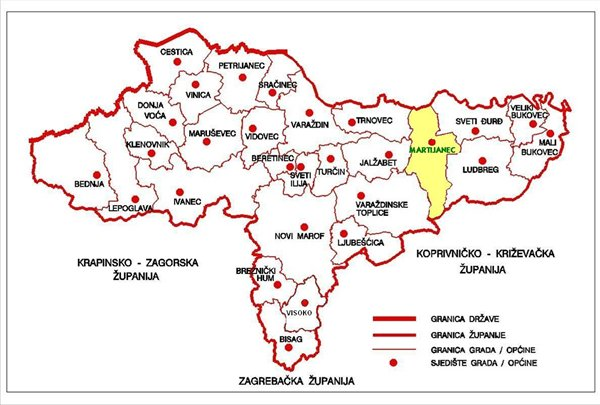 CESTICA
PETRIJANEC
SRAČINEC
VINICA
DONJA
VOĆA
MARUŠEVEC
VIDOVEC
VARAŽDIN
TRNOVEC
SVETI ĐURĐ
VELIKI
BUKOVEC
MALI
BUKOVEC
KLENOVNIK
BERETINEC
SVETI
ILIJA
TURČIN
JALŽABET
MARTIJANEC
LUDBREG
BEDNJA
LEPOGLAVA
IVANEC
VARAŽDINSKE
TOPLICE
NOVI MAROF
LJUBEŠĆICA
BREZNIČKI
HUM
VISOKO
BISAG
KRAPINSKO - ZAGORSKA
ŽUPANIJA
KOPRIVNIČKO - KRIŽEVAČKA
ŽUPANIJA
ZAGREBAČKA ŽUPANIJA
GRANICA DRŽAVE
GRANICA ŽUPANIJE
GRANICA GRADA / OPĆINE
SJEDIŠTE GRADA / OPĆINE